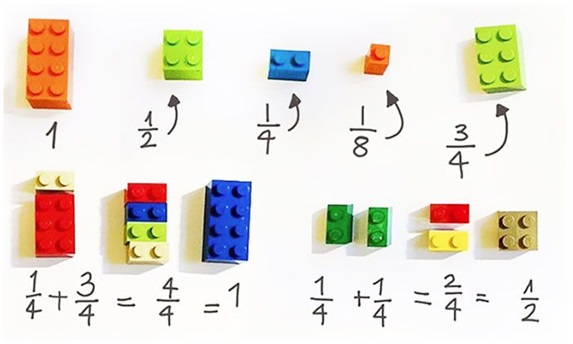 1 1/2 1/4 1/8 3/4
1/4 + 3/4 = 4/4 = 1
1/4 + 1/4 = 2/4 = 1/2